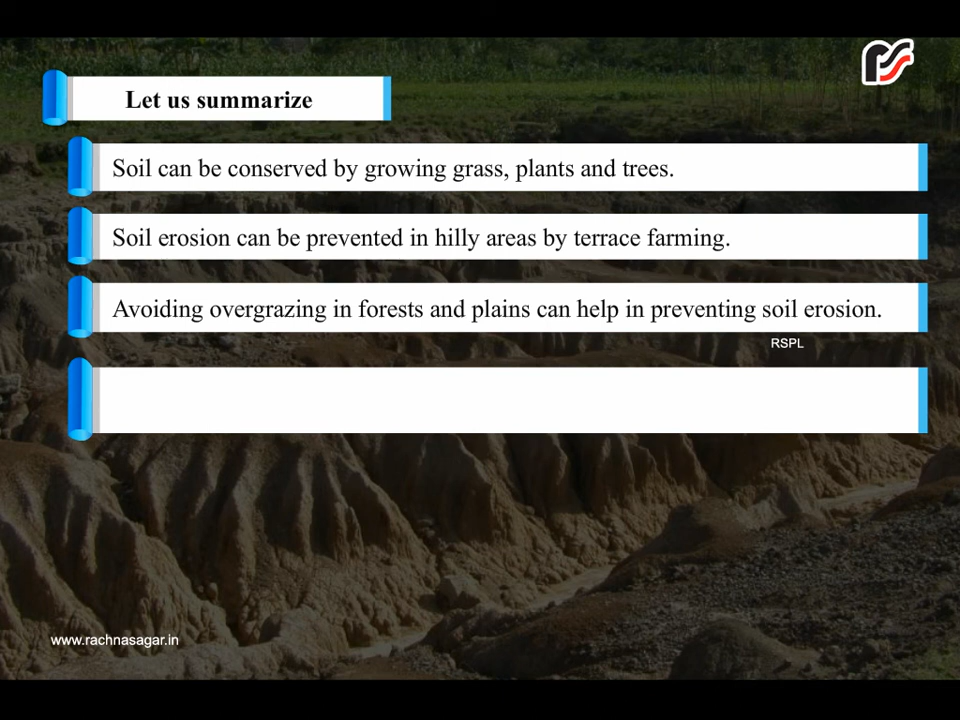 Let us summarize
Soil can be conserved by growing grass, plants and trees.
Soil erosion can be prevented in hilly areas by terrace farming.
Avoiding overgrazing in forests and plains can help in preventing soil erosion.
RSPL
www.rachnasagar.in